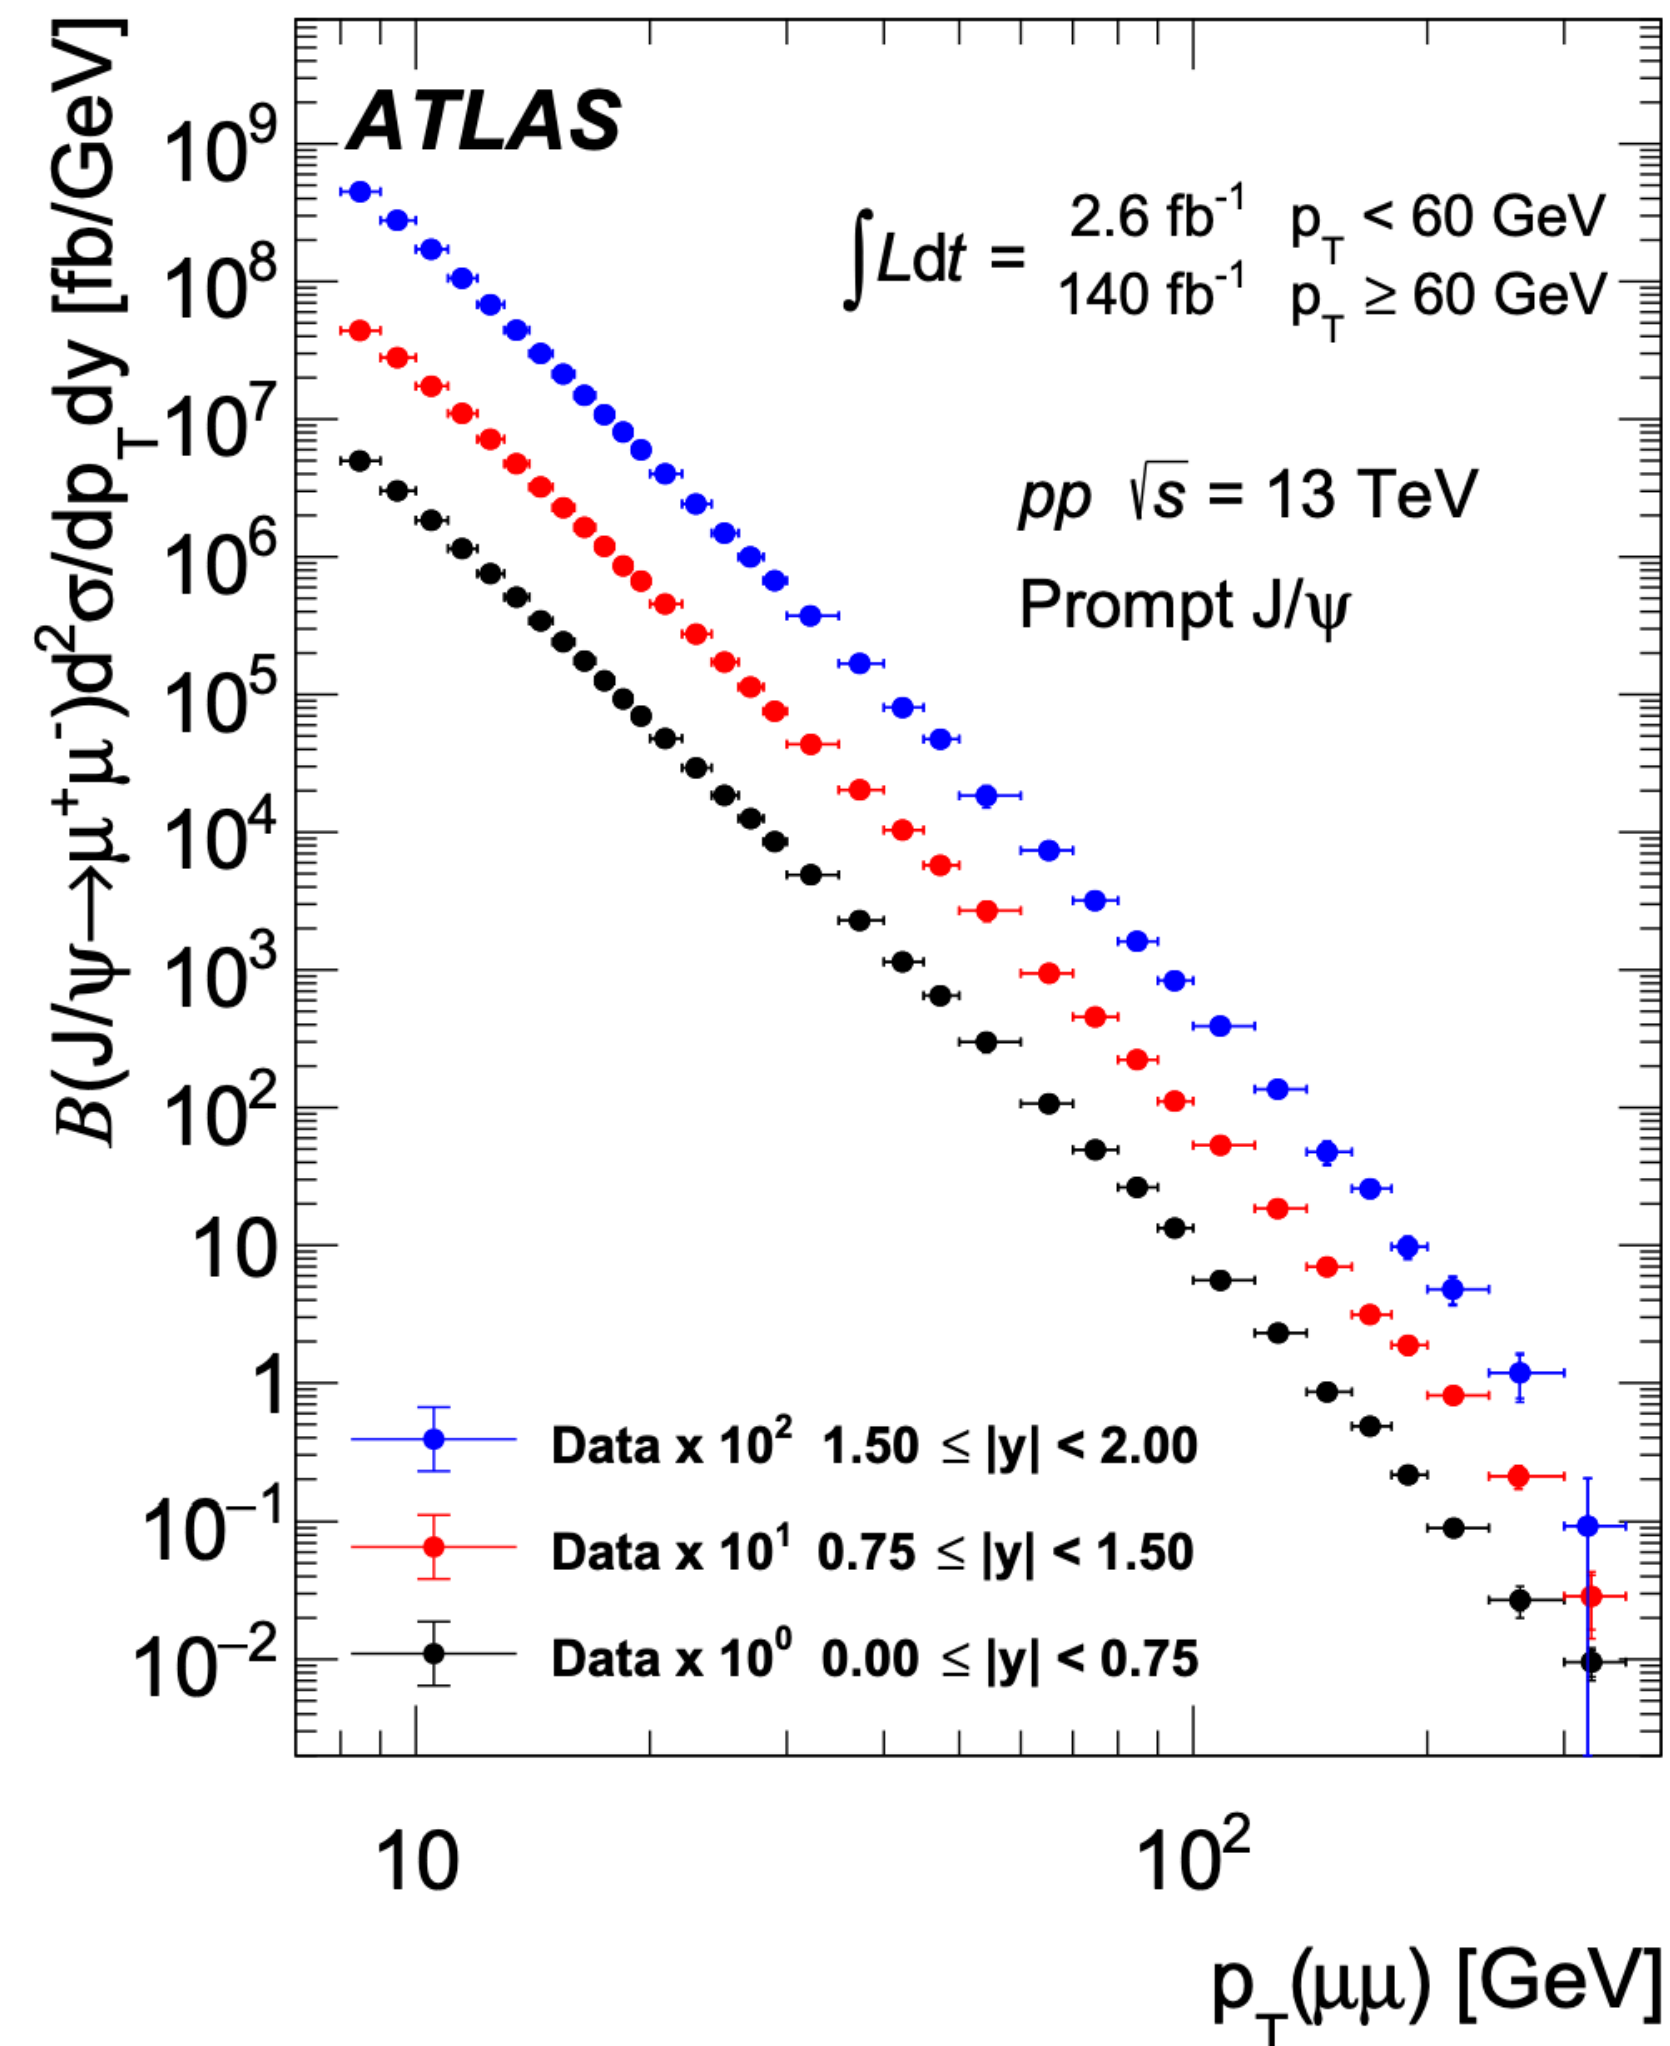 B(J/ψ→μ⁺μ⁻)d²σ/dp_T dy [fb/GeV]
ATLAS
∫Ldt = 2.6 fb⁻¹ p_T < 60 GeV
140 fb⁻¹ p_T ≥ 60 GeV
pp √s = 13 TeV
Prompt J/ψ
10⁹
10⁸
10⁷
10⁶
10⁵
10⁴
10³
10²
10
1
10⁻¹
10⁻²
Data x 10² 1.50 ≤ |y| < 2.00
Data x 10¹ 0.75 ≤ |y| < 1.50
Data x 10⁰ 0.00 ≤ |y| < 0.75
10 10²
p_T(μμ) [GeV]